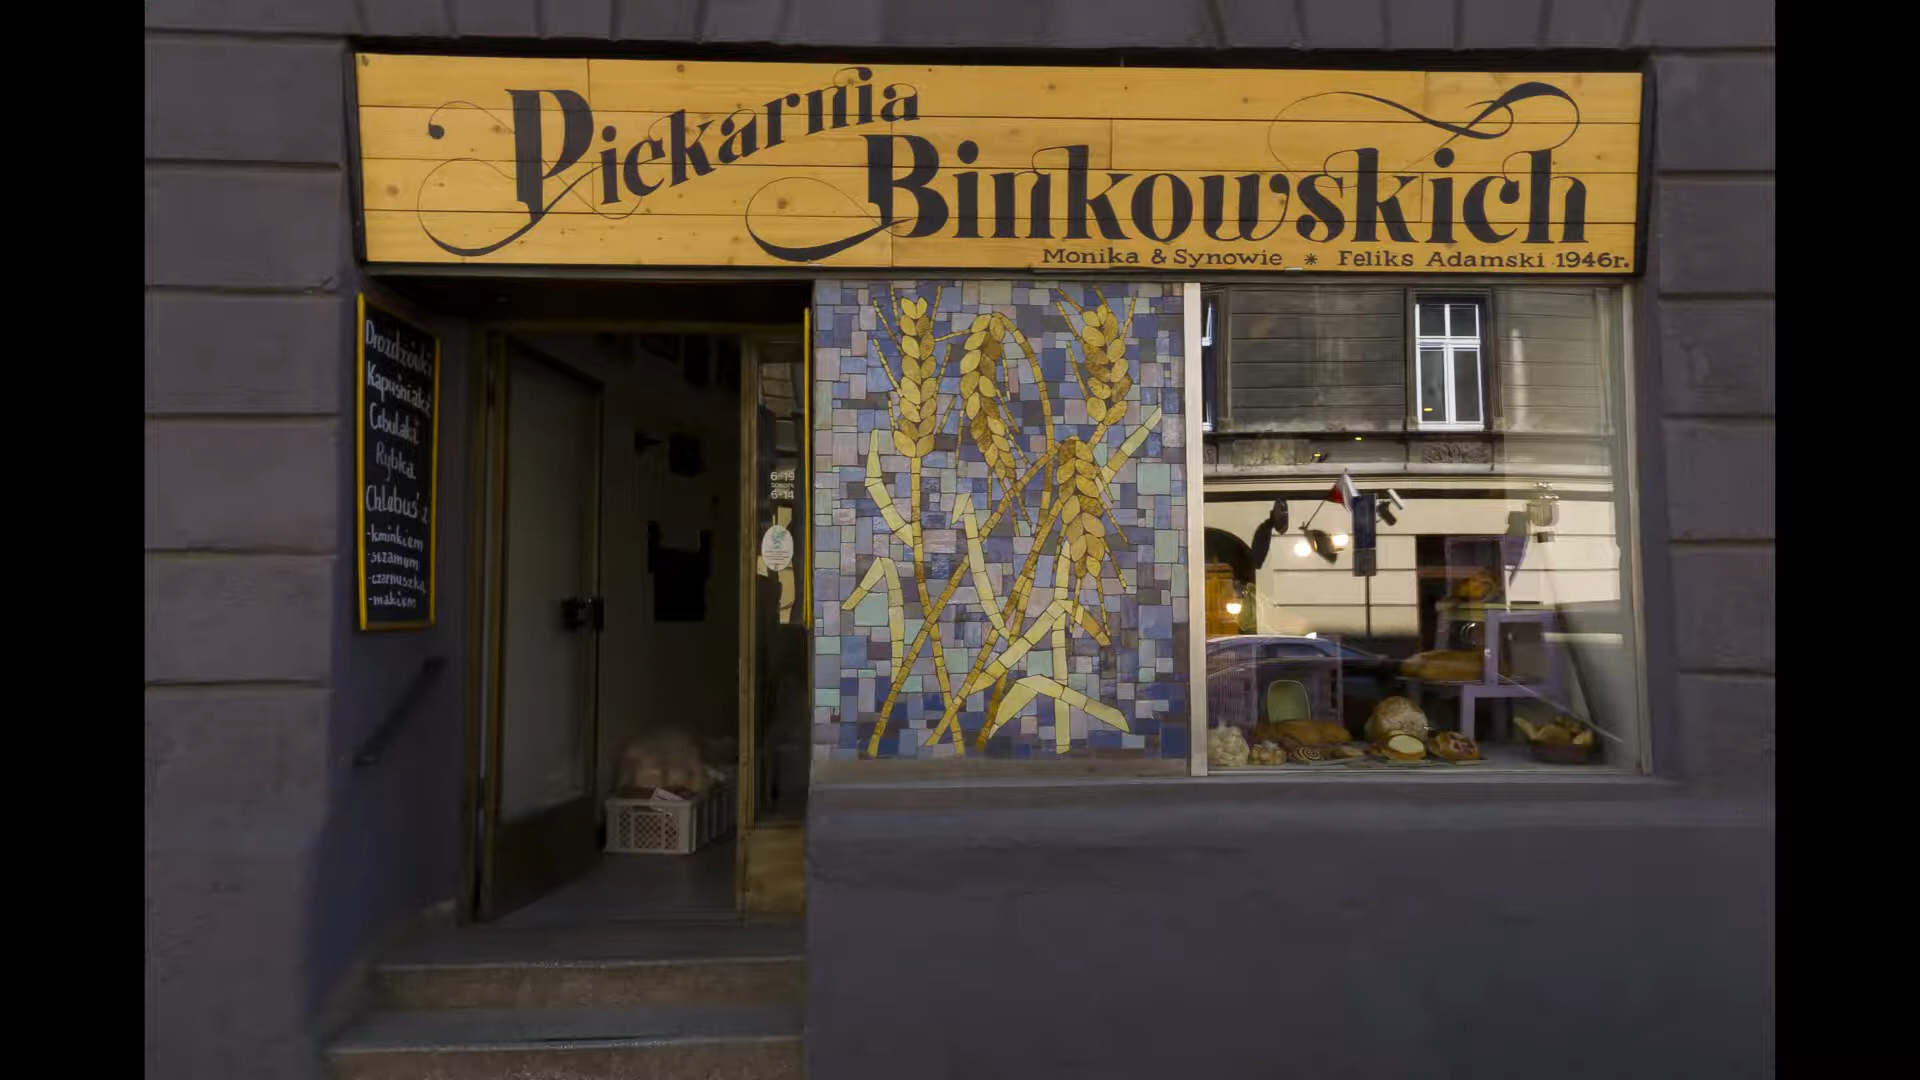 Piekarnia
Binkowskich
Monika & Synowie * Feliks Adamski 1946r.
Drożdżówki
Kapuśniaki
Cebulaki
Rybka
Chlebuś z
-kminkiem
-sezamem
-czarnuszką
-makiem
6-19
6-14